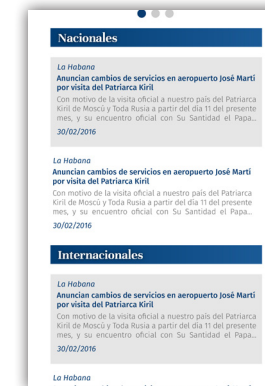 Nacionales
La Habana
Anuncian cambios de servicios en aeropuerto José Martí
por visita del Patriarca Kiril
Con motivo de la visita oficial a nuestro país del Patriarca
Kiril de Moscú y Toda Rusia a partir del día 11 del presente
mes, y su encuentro oficial con Su Santidad el Papa...
30/02/2016
La Habana
Anuncian cambios de servicios en aeropuerto José Martí
por visita del Patriarca Kiril
Con motivo de la visita oficial a nuestro país del Patriarca
Kiril de Moscú y Toda Rusia a partir del día 11 del presente
mes, y su encuentro oficial con Su Santidad el Papa...
30/02/2016
Internacionales
La Habana
Anuncian cambios de servicios en aeropuerto José Martí
por visita del Patriarca Kiril
Con motivo de la visita oficial a nuestro país del Patriarca
Kiril de Moscú y Toda Rusia a partir del día 11 del presente
mes, y su encuentro oficial con Su Santidad el Papa...
30/02/2016
La Habana